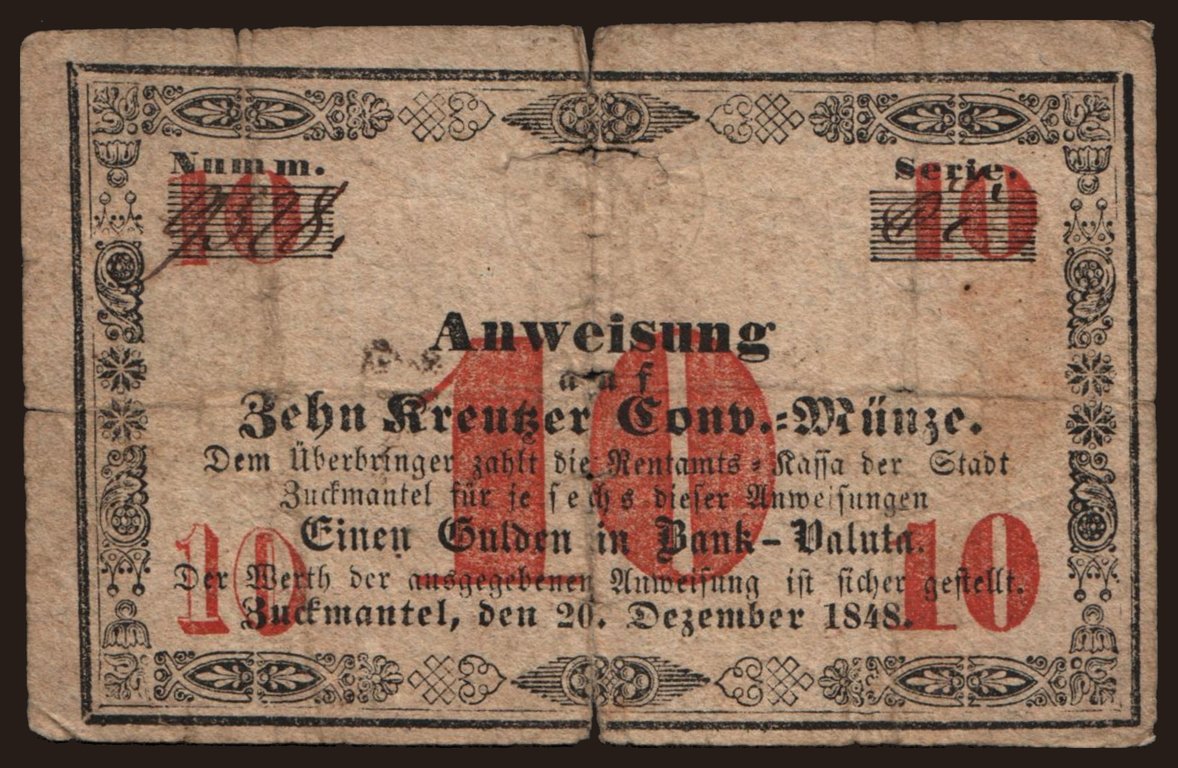 Numm. Serie.
10 10
Anweisung
auf
10
Zehn Kreutzer Conv.-Münze.
Dem Überbringer zahlt die Rentamts-Kassa der Stadt
Zuckmantel für je sechs dieser Anweisungen
Einen Gulden in Bank-Valuta.
Der Werth der ausgegebenen Anweisung ist sicher gestellt.
10 10
Zuckmantel, den 20. Dezember 1848.